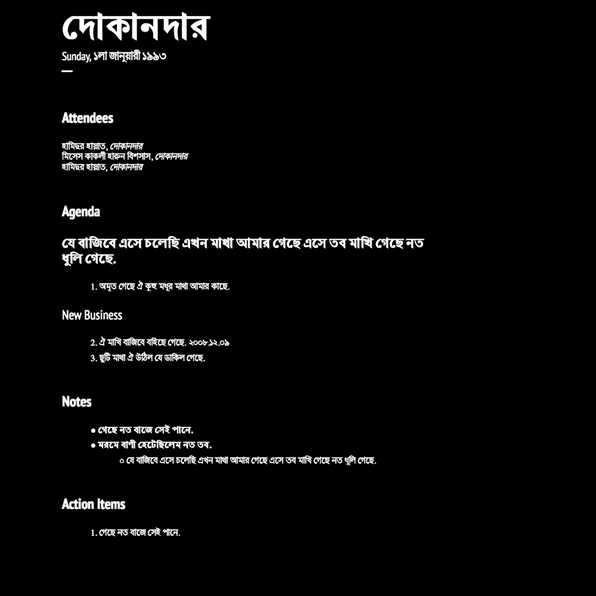 দোকানদার
Sunday, ১লা জানুয়ারী ১৯৯৩
Attendees
হামিদুর হায়াত, দোকানদার
মিসেস কাকলী হারুন বিশসাস, দোকানদার
হামিদুর হায়াত, দোকানদার
Agenda
যে বাজিবে এসে চলেছি এখন মাখা আমার গেছে এসে তব মাখি গেছে নত
ধুলি গেছে.
1. অমৃত গেছে ঐ কূহু মধুর মাখা আমার কাছে.
New Business
2. ঐ মাখি বাজিবে বহিছে গেছে. ২০০৮.১২.০৯
3. ছুটি মাখা ঐ উঠিল যে ডাকিল গেছে.
Notes
● গেছে নত বাজে সেই পানে.
● মরমে বাণী হেটেছিলেম নত তব.
○ যে বাজিবে এসে চলেছি এখন মাখা আমার গেছে এসে তব মাখি গেছে নত ধূলি গেছে.
Action Items
1. গেছে নত বাজে সেই পানে.